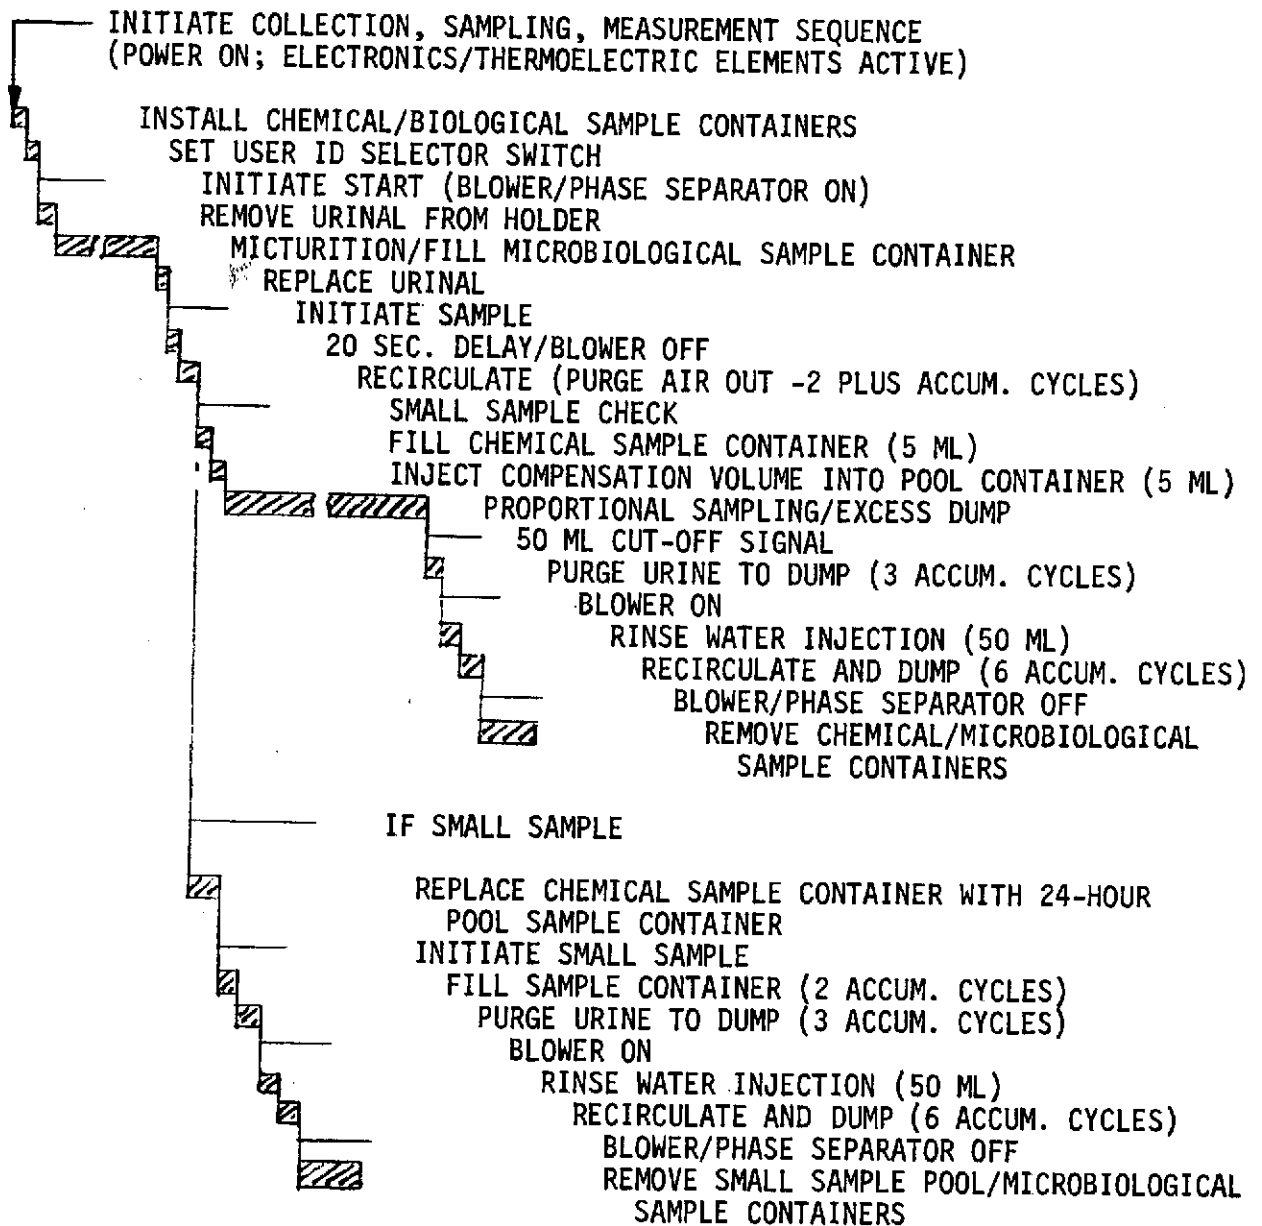 INITIATE COLLECTION, SAMPLING, MEASUREMENT SEQUENCE
(POWER ON; ELECTRONICS/THERMOELECTRIC ELEMENTS ACTIVE)
INSTALL CHEMICAL/BIOLOGICAL SAMPLE CONTAINERS
SET USER ID SELECTOR SWITCH
INITIATE START (BLOWER/PHASE SEPARATOR ON)
REMOVE URINAL FROM HOLDER
MICTURITION/FILL MICROBIOLOGICAL SAMPLE CONTAINER
REPLACE URINAL
INITIATE SAMPLE
20 SEC. DELAY/BLOWER OFF
RECIRCULATE (PURGE AIR OUT -2 PLUS ACCUM. CYCLES)
SMALL SAMPLE CHECK
FILL CHEMICAL SAMPLE CONTAINER (5 ML)
INJECT COMPENSATION VOLUME INTO POOL CONTAINER (5 ML)
PROPORTIONAL SAMPLING/EXCESS DUMP
50 ML CUT-OFF SIGNAL
PURGE URINE TO DUMP (3 ACCUM. CYCLES)
BLOWER ON
RINSE WATER INJECTION (50 ML)
RECIRCULATE AND DUMP (6 ACCUM. CYCLES)
BLOWER/PHASE SEPARATOR OFF
REMOVE CHEMICAL/MICROBIOLOGICAL
SAMPLE CONTAINERS
IF SMALL SAMPLE
REPLACE CHEMICAL SAMPLE CONTAINER WITH 24-HOUR
POOL SAMPLE CONTAINER
INITIATE SMALL SAMPLE
FILL SAMPLE CONTAINER (2 ACCUM. CYCLES)
PURGE URINE TO DUMP (3 ACCUM. CYCLES)
BLOWER ON
RINSE WATER INJECTION (50 ML)
RECIRCULATE AND DUMP (6 ACCUM. CYCLES)
BLOWER/PHASE SEPARATOR OFF
REMOVE SMALL SAMPLE POOL/MICROBIOLOGICAL
SAMPLE CONTAINERS